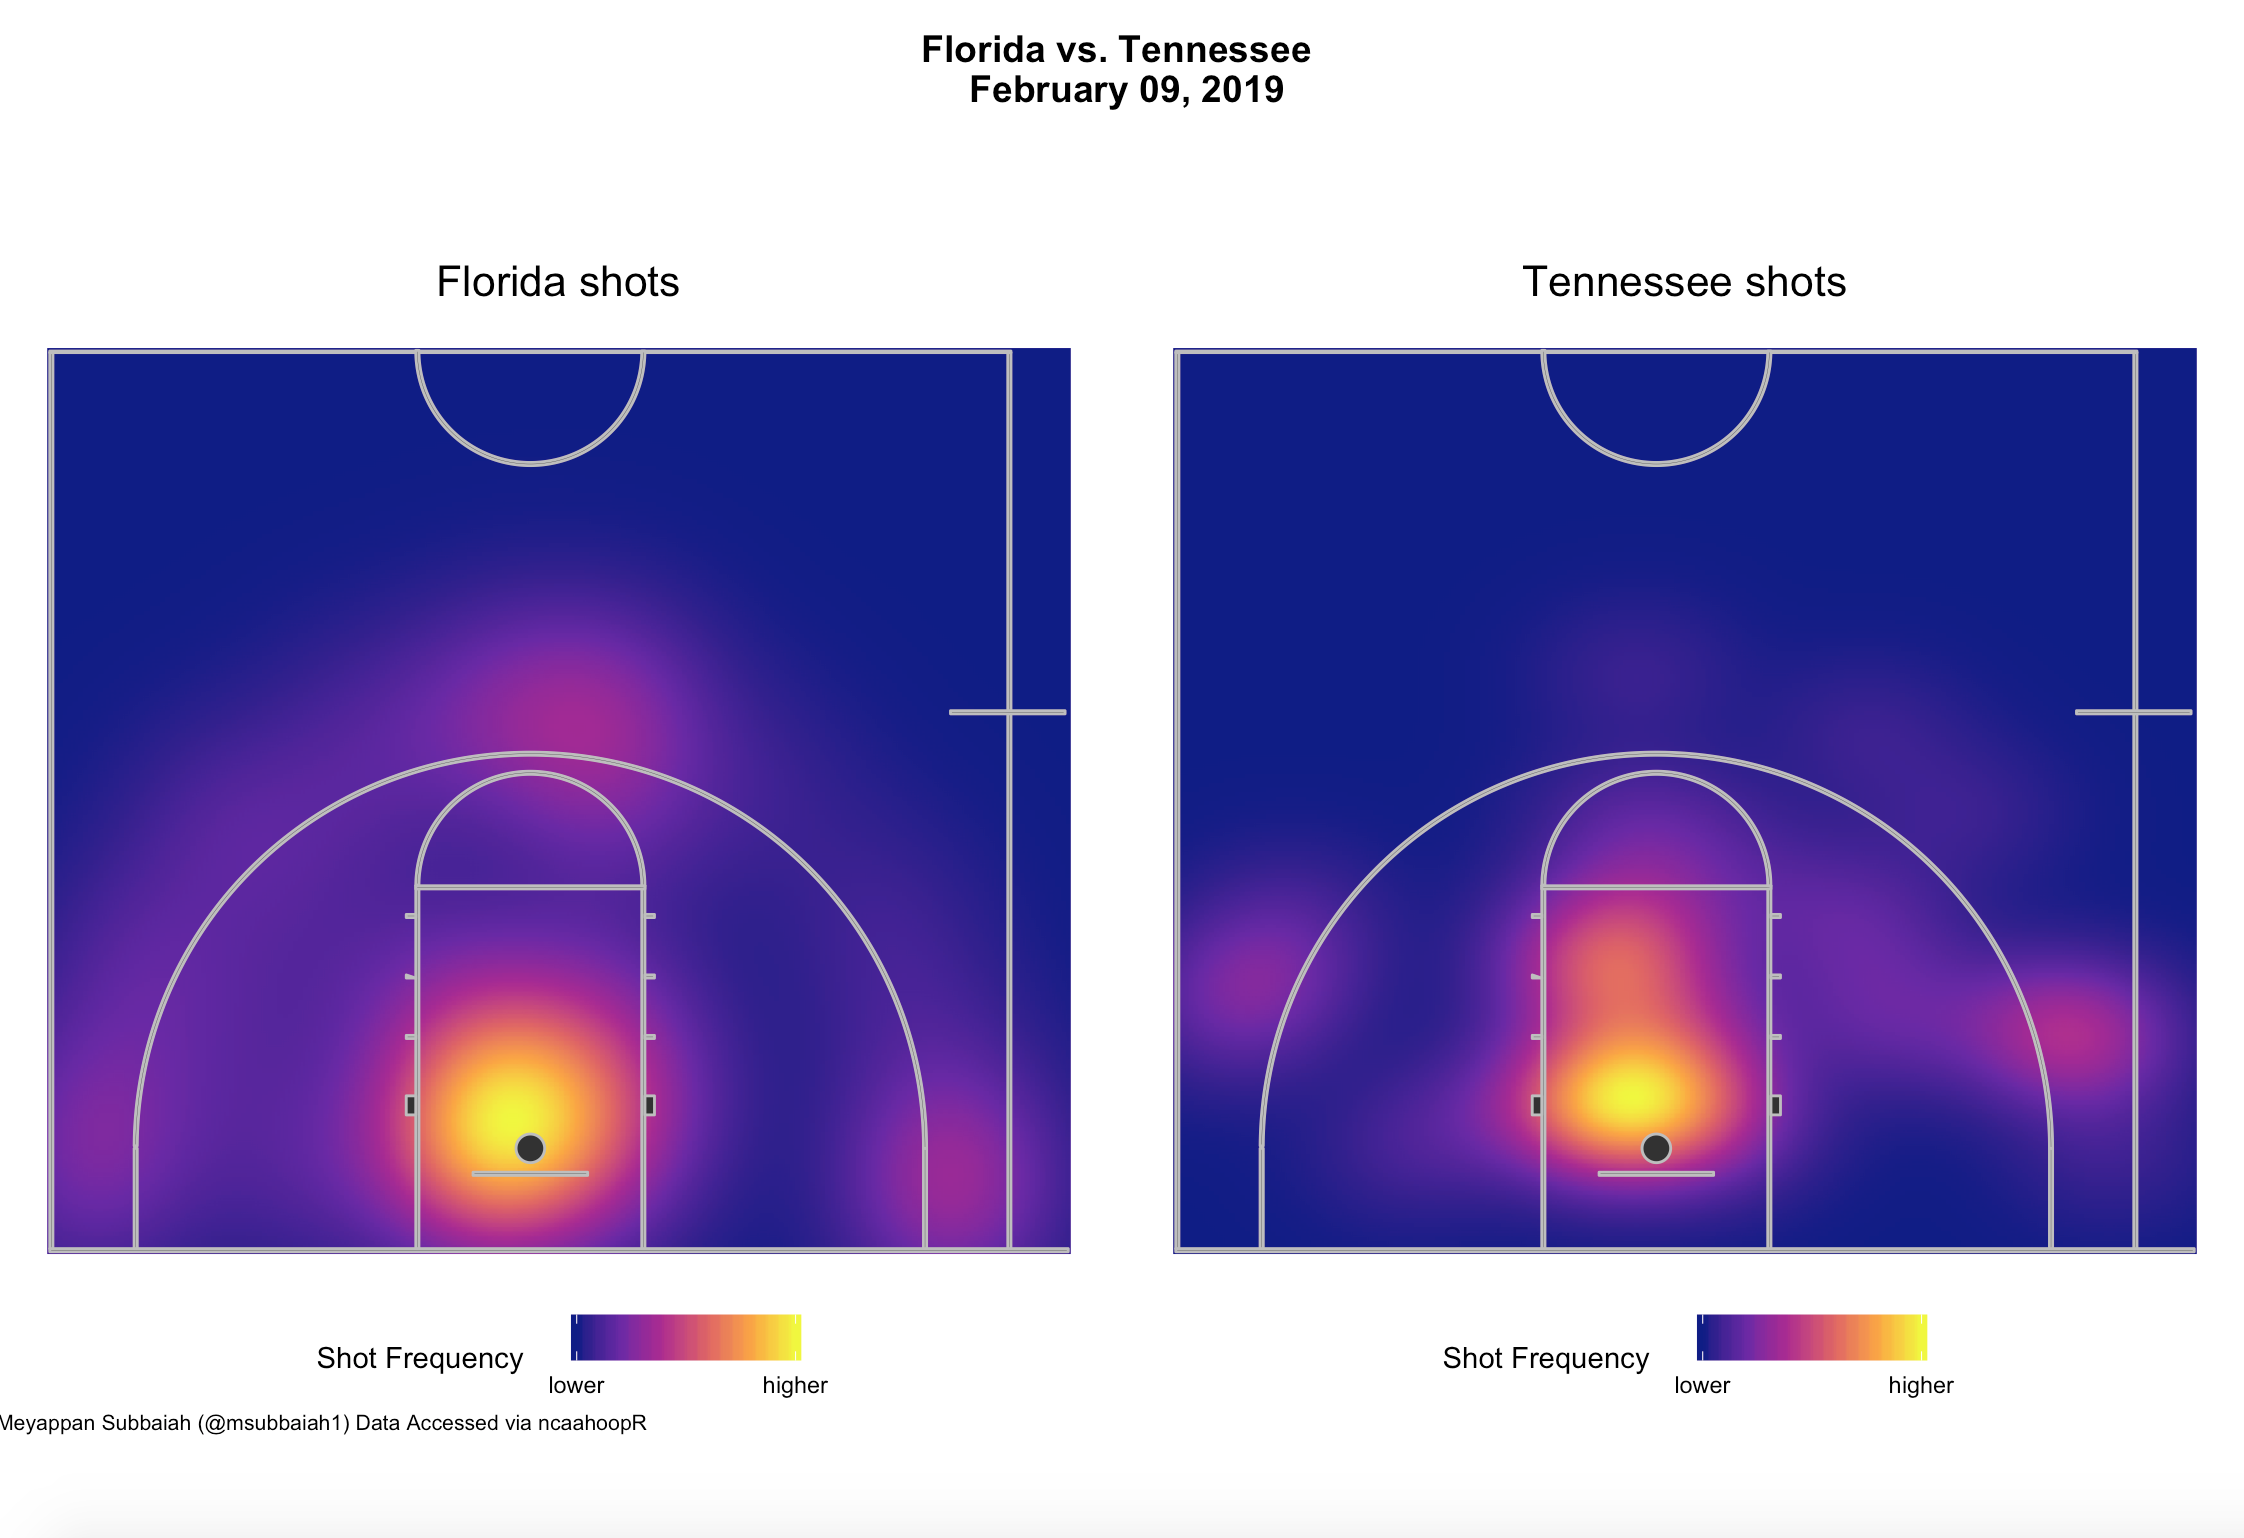 Florida vs. Tennessee
February 09, 2019
Florida shots
Tennessee shots
Shot Frequency
lower
higher
Shot Frequency
lower
higher
Meyappan Subbaiah (@msubbaiah1) Data Accessed via ncaahoopR